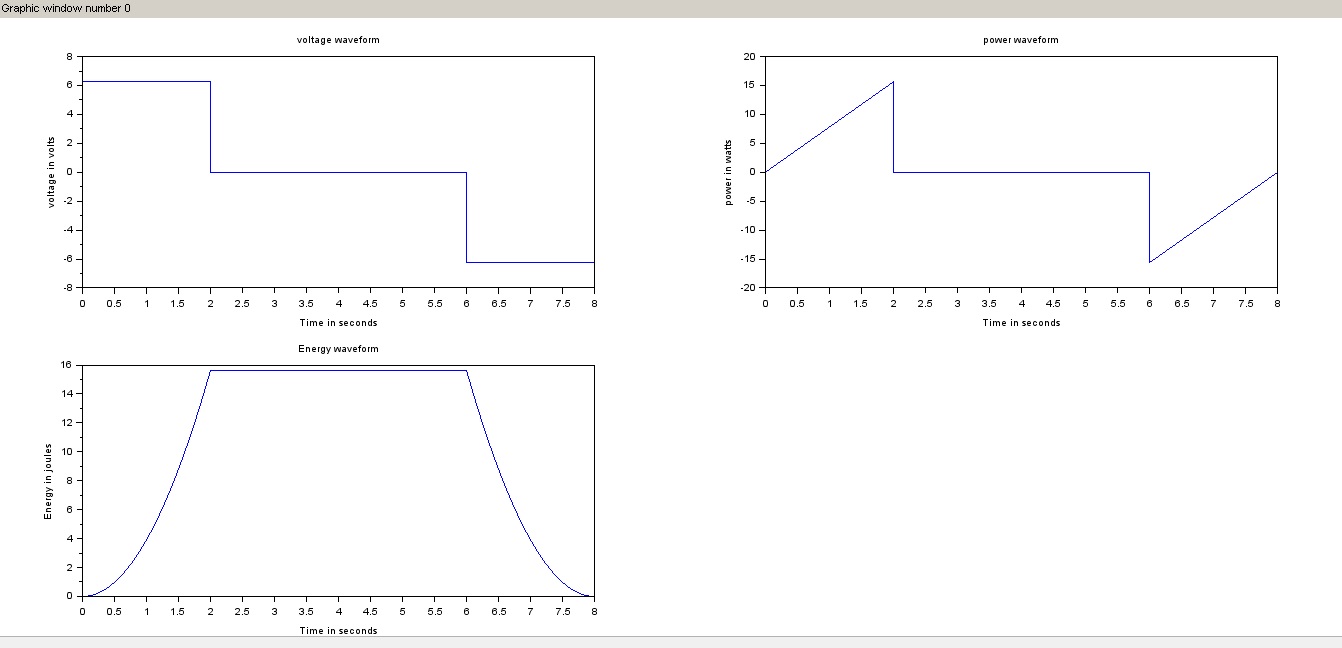 Graphic window number 0
voltage waveform
8
6
4
2
0
-2
-4
-6
-8
voltage in volts
0 0.5 1 1.5 2 2.5 3 3.5 4 4.5 5 5.5 6 6.5 7 7.5 8
Time in seconds
power waveform
20
15
10
5
0
-5
-10
-15
-20
power in watts
0 0.5 1 1.5 2 2.5 3 3.5 4 4.5 5 5.5 6 6.5 7 7.5 8
Time in seconds
Energy waveform
16
14
12
10
8
6
4
2
0
Energy in joules
0 0.5 1 1.5 2 2.5 3 3.5 4 4.5 5 5.5 6 6.5 7 7.5 8
Time in seconds